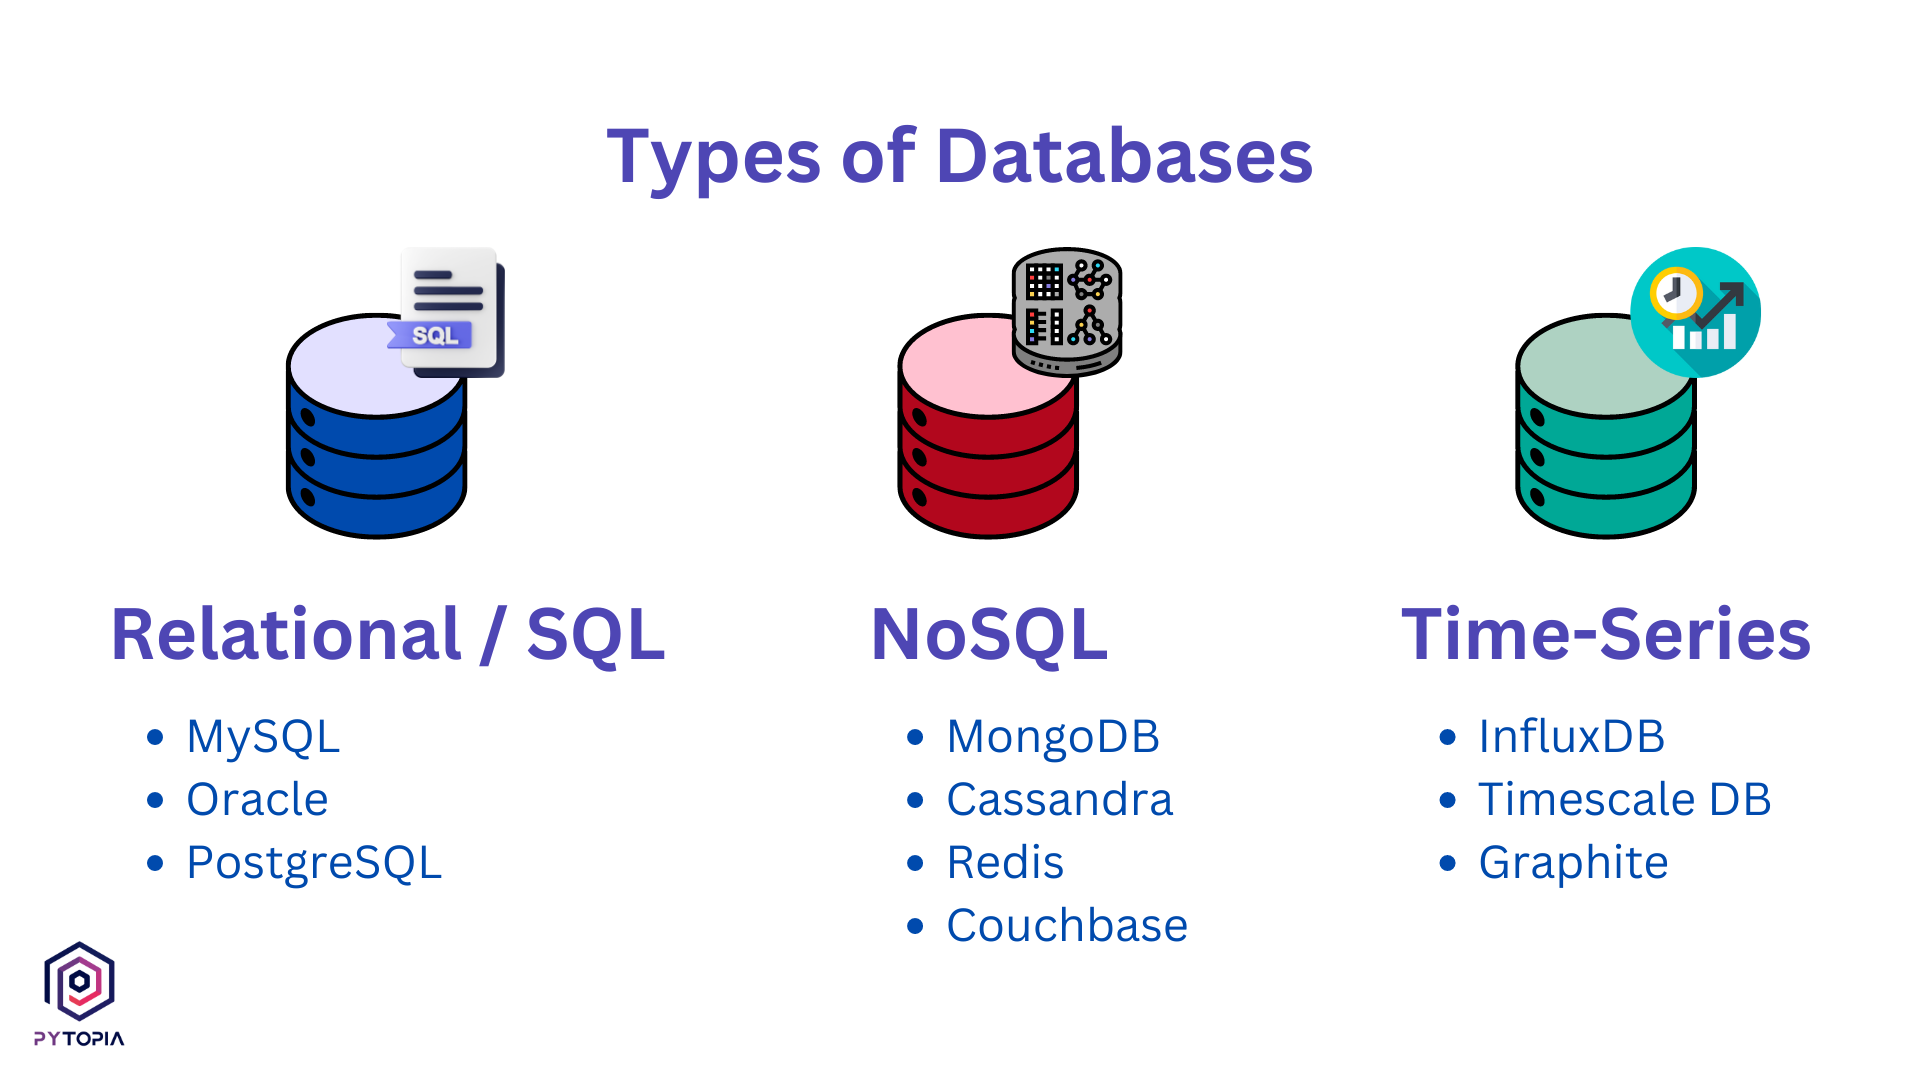 Types of Databases
SQL
Relational / SQL
MySQL
Oracle
PostgreSQL
NoSQL
MongoDB
Cassandra
Redis
Couchbase
Time-Series
InfluxDB
Timescale DB
Graphite
PYTOPIA